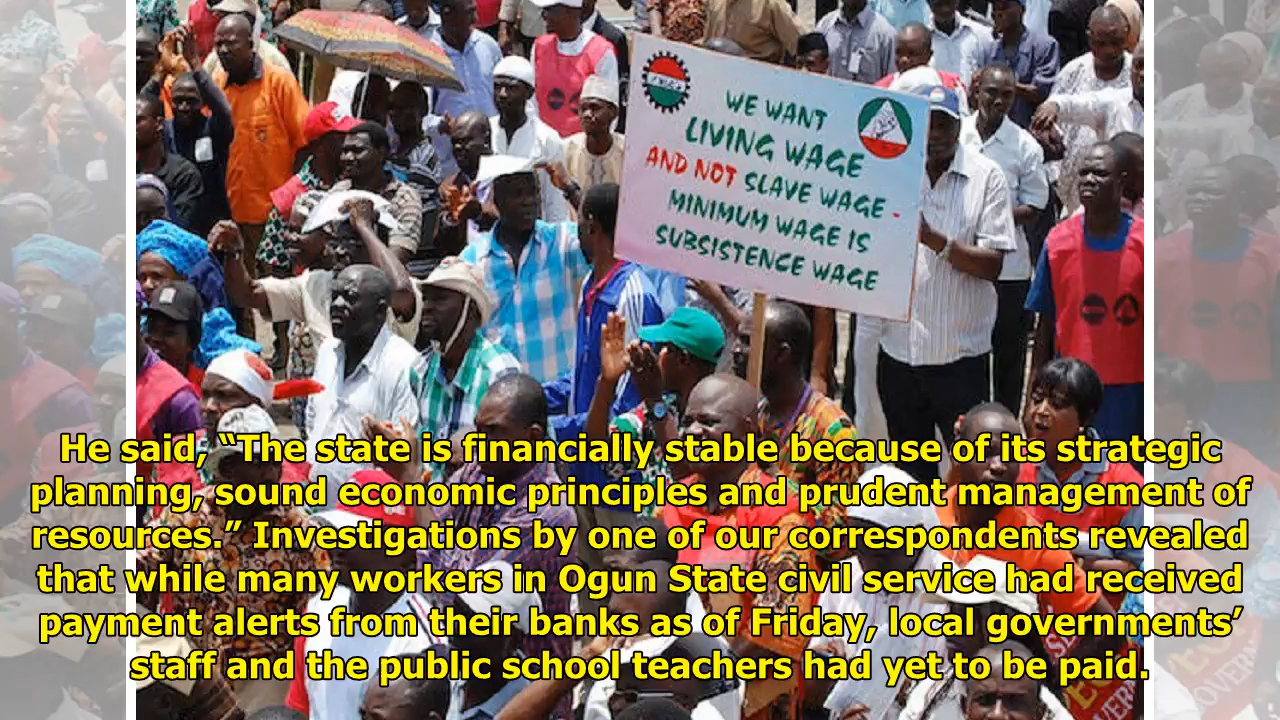 WE WANT
LIVING WAGE
AND NOT SLAVE WAGE -
MINIMUM WAGE IS
SUBSISTENCE WAGE
He said, “The state is financially stable because of its strategic
planning, sound economic principles and prudent management of
resources.” Investigations by one of our correspondents revealed
that while many workers in Ogun State civil service had received
payment alerts from their banks as of Friday, local governments’
staff and the public school teachers had yet to be paid.